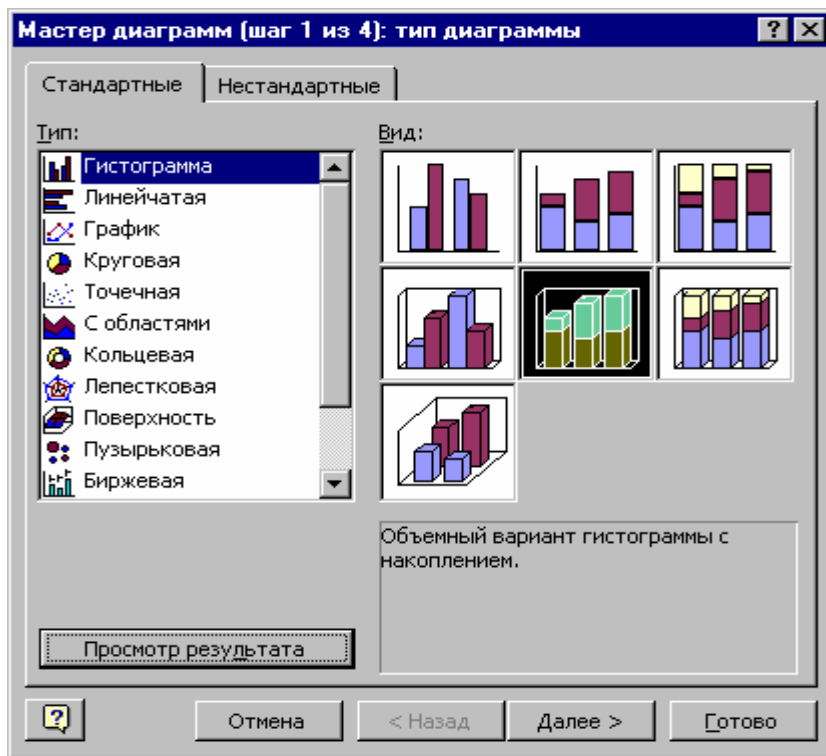 Мастер диаграмм (шаг 1 из 4): тип диаграммы
Стандартные
Нестандартные
Тип:
Гистограмма
Линейчатая
График
Круговая
Точечная
С областями
Кольцевая
Лепестковая
Поверхность
Пузырьковая
Биржевая
Вид:
Объемный вариант гистограммы с
накоплением.
Просмотр результата
Отмена
< Назад
Далее >
Готово